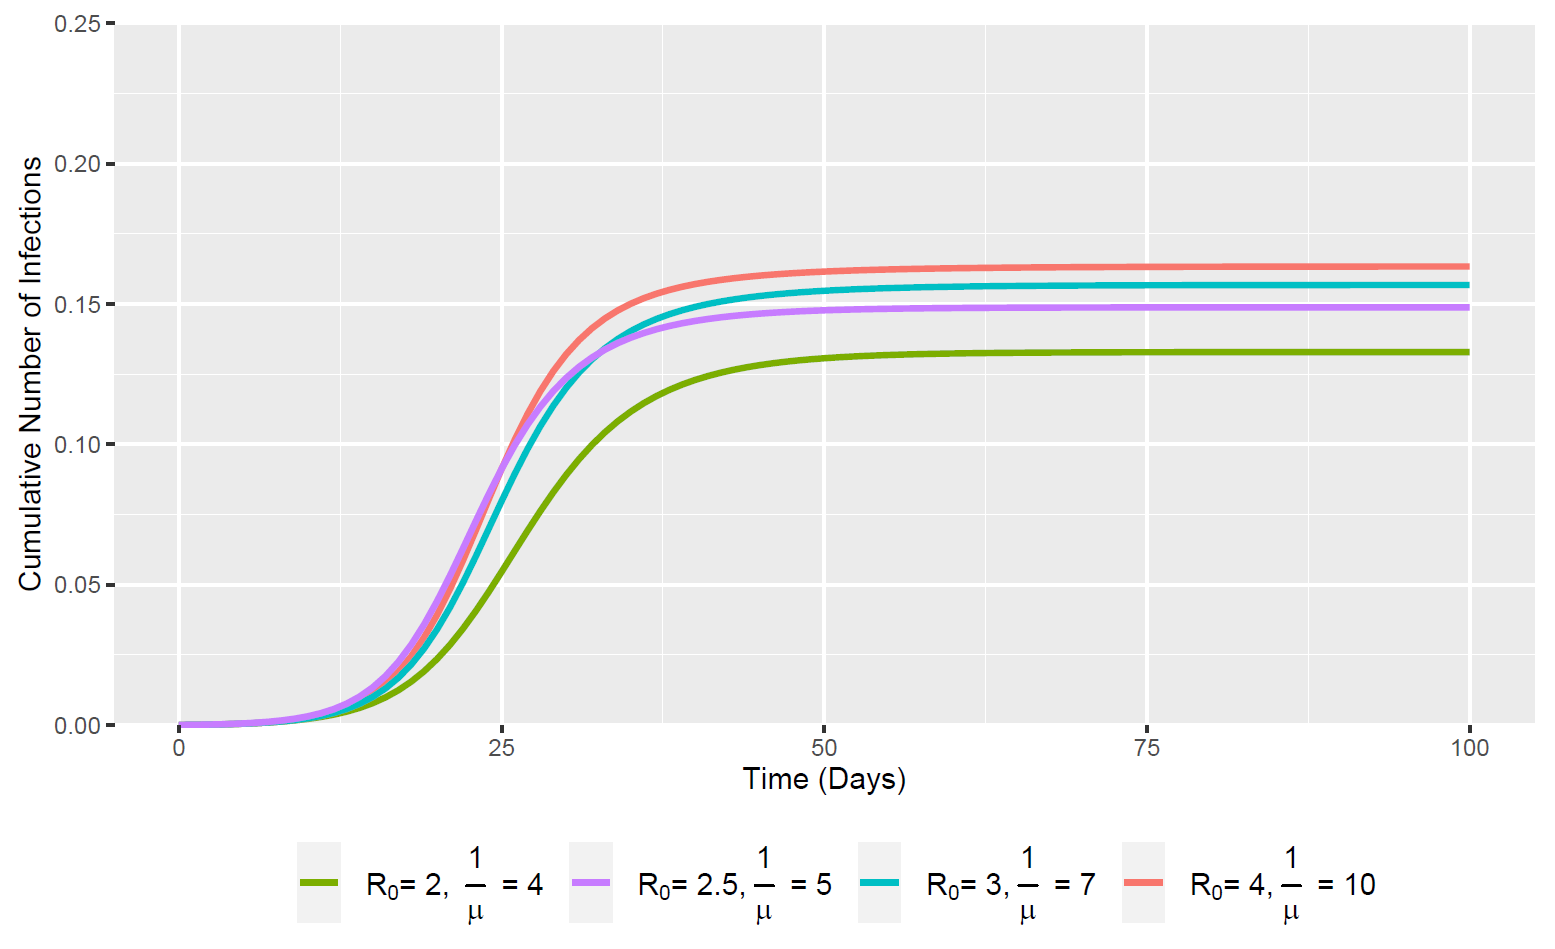 Cumulative Number of Infections
0.25
0.20
0.15
0.10
0.05
0.00
0 25 50 75 100
Time (Days)
R₀= 2, 1/μ = 4
R₀= 2.5, 1/μ = 5
R₀= 3, 1/μ = 7
R₀= 4, 1/μ = 10